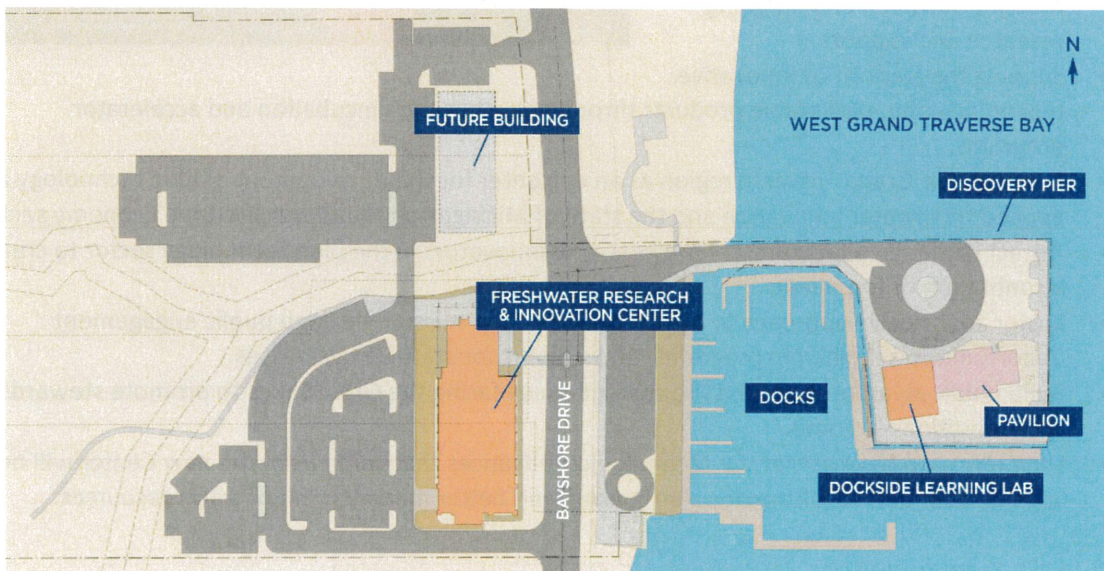 N
FUTURE BUILDING
WEST GRAND TRAVERSE BAY
DISCOVERY PIER
FRESHWATER RESEARCH
& INNOVATION CENTER
BAYSHORE DRIVE
DOCKS
PAVILION
DOCKSIDE LEARNING LAB